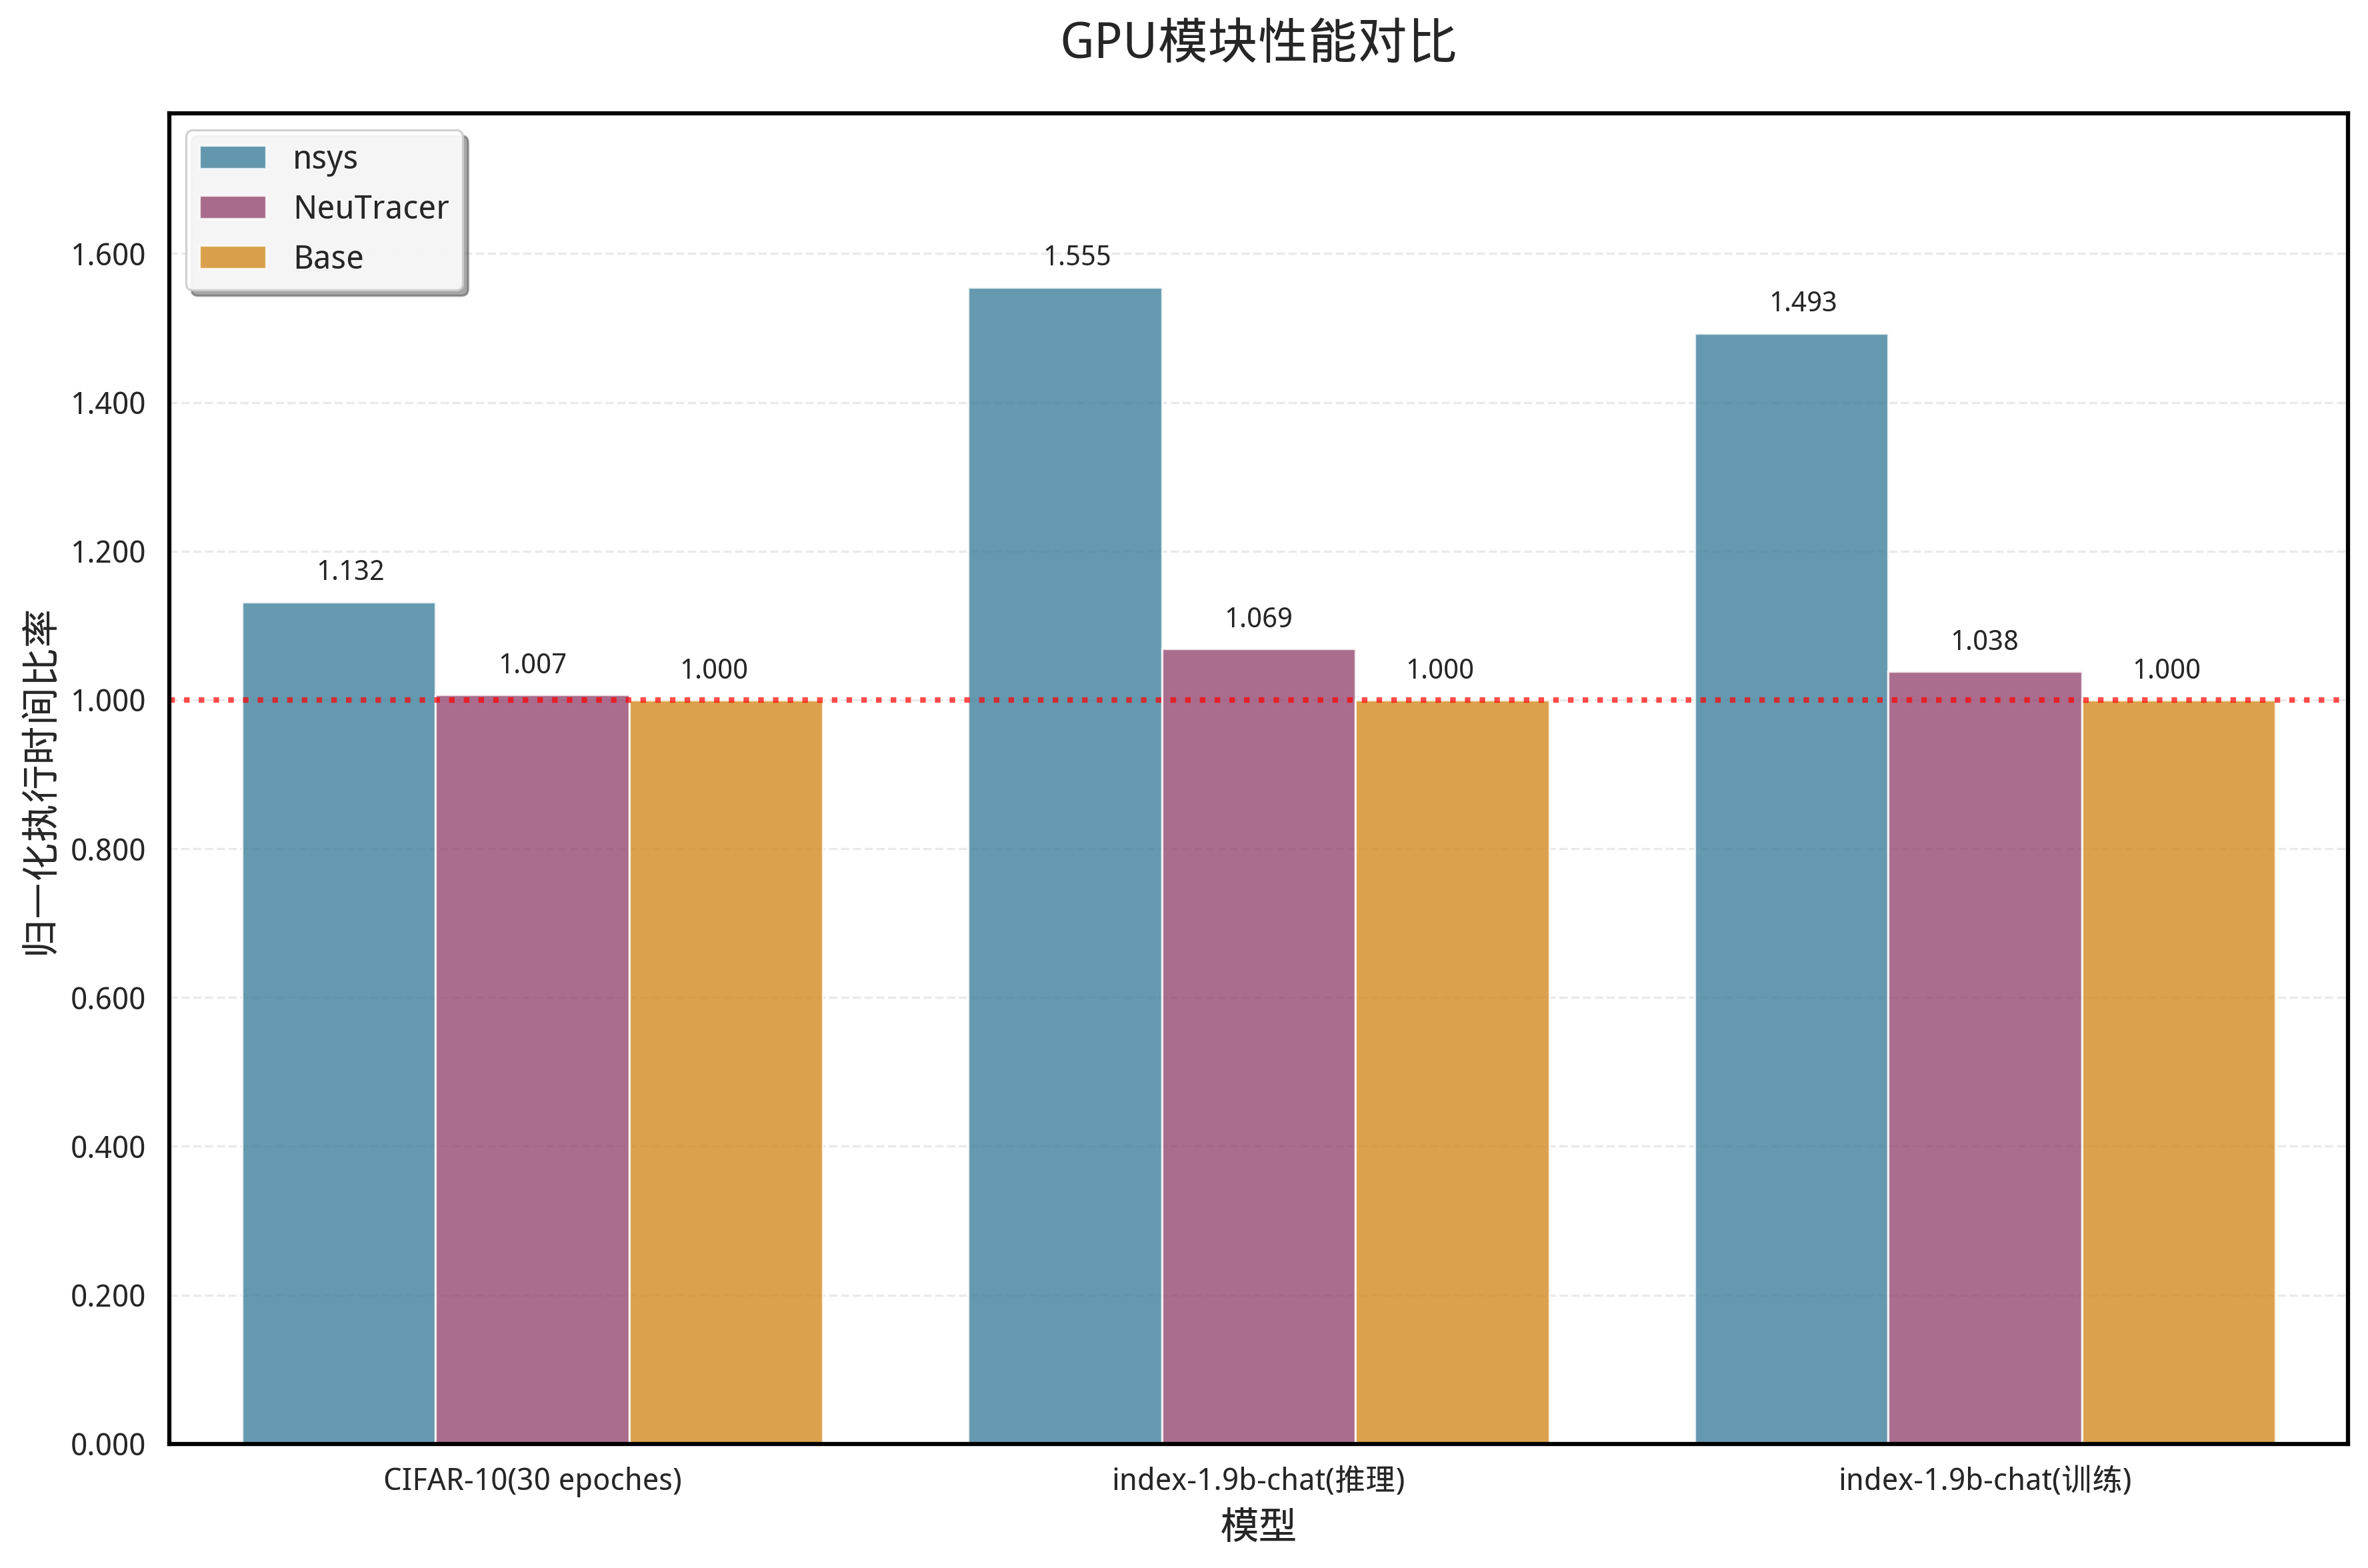 GPU模块性能对比
nsys
NeuTracer
Base
归一化执行时间比率
1.600
1.400
1.200
1.000
0.800
0.600
0.400
0.200
0.000
1.132
1.007
1.000
1.555
1.069
1.000
1.493
1.038
1.000
CIFAR-10(30 epoches)
index-1.9b-chat(推理)
index-1.9b-chat(训练)
模型